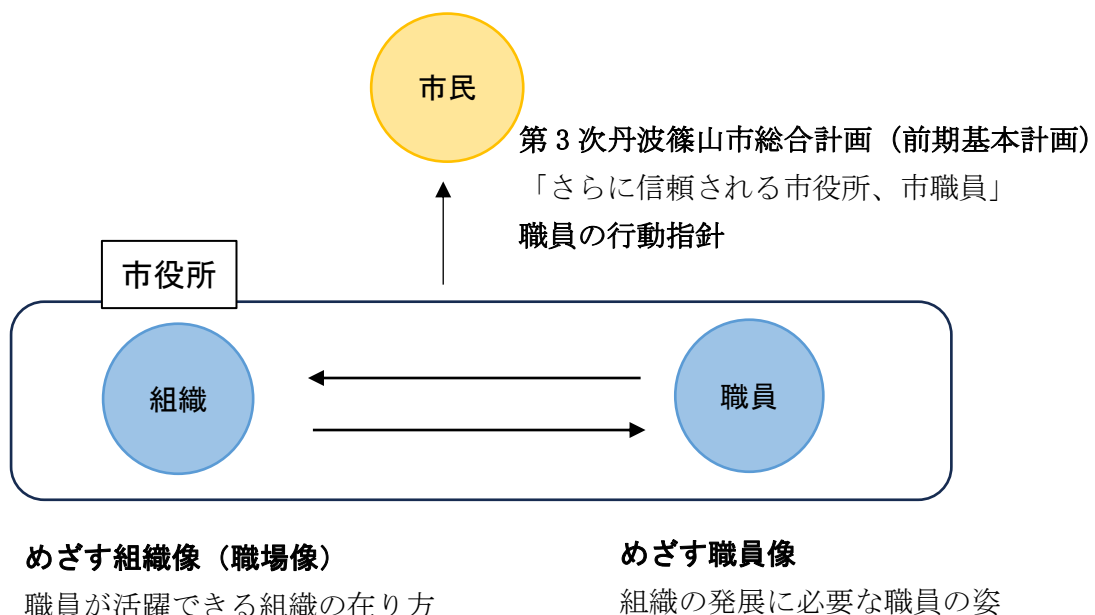 市民
第3次丹波篠山市総合計画（前期基本計画）
「さらに信頼される市役所、市職員」
職員の行動指針
市役所
組織
職員
めざす組織像（職場像）
職員が活躍できる組織の在り方
めざす職員像
組織の発展に必要な職員の姿